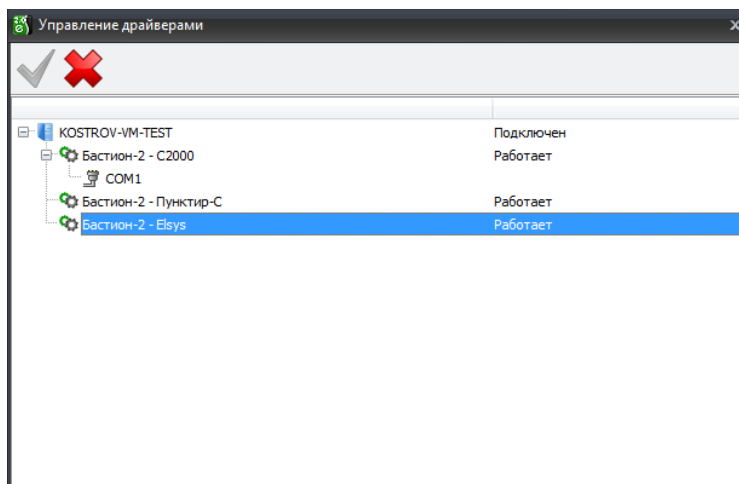 Управление драйверами
KOSTROV-VM-TEST Подключен
Бастион-2 - С2000 Работает
COM1
Бастион-2 - Пунктир-С Работает
Бастион-2 - Elsys Работает